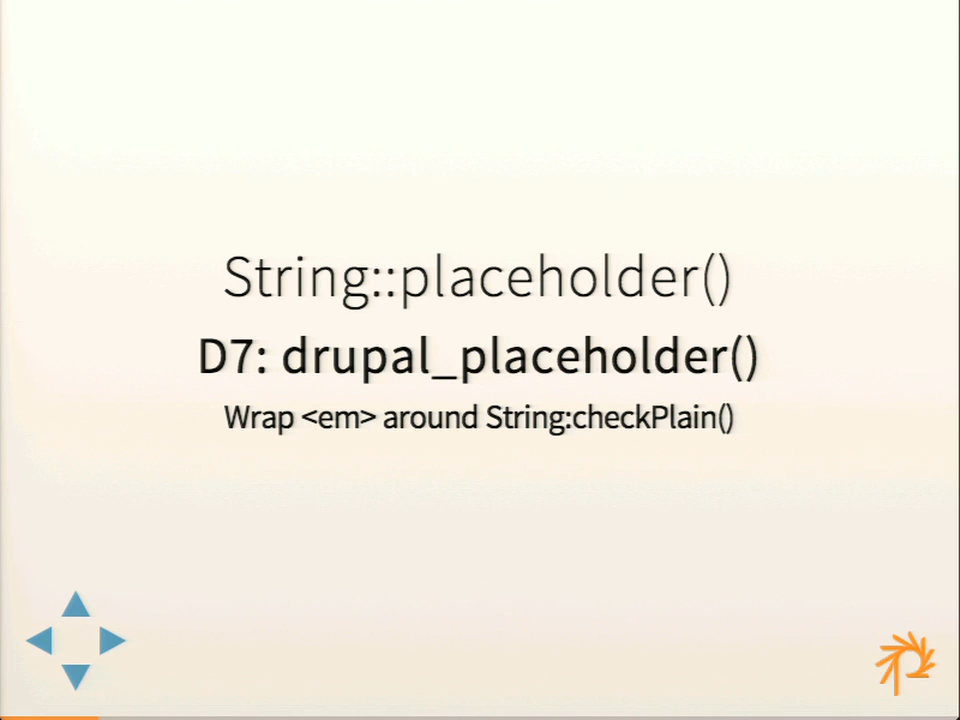 String::placeholder()
D7: drupal_placeholder()
Wrap <em> around String:checkPlain()